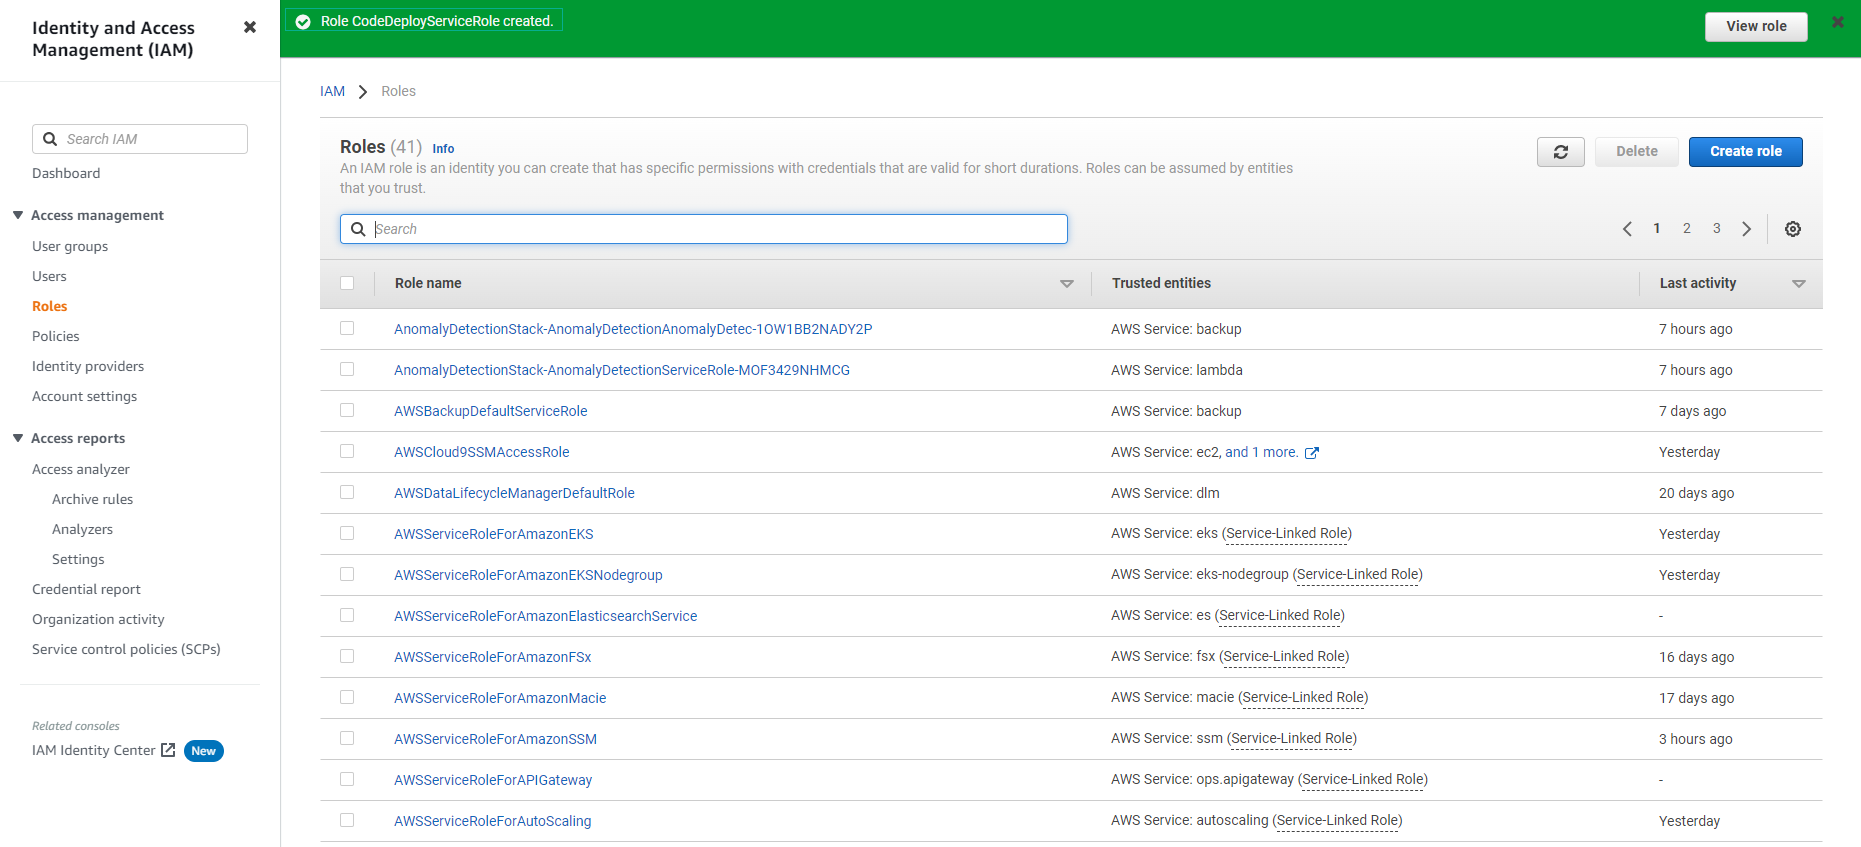 Identity and Access
Management (IAM)
Search IAM
Dashboard
Access management
User groups
Users
Roles
Policies
Identity providers
Account settings
Access reports
Access analyzer
Archive rules
Analyzers
Settings
Credential report
Organization activity
Service control policies (SCPs)
Related consoles
IAM Identity Center New
Role CodeDeployServiceRole created. View role
IAM Roles
Roles (41) Info
An IAM role is an identity you can create that has specific permissions with credentials that are valid for short durations. Roles can be assumed by entities
that you trust.
Delete Create role
Search
1 2 3
Role name Trusted entities Last activity
AnomalyDetectionStack-AnomalyDetectionAnomalyDetec-1OW1BB2NADY2P AWS Service: backup 7 hours ago
AnomalyDetectionStack-AnomalyDetectionServiceRole-MOF3429NHMCG AWS Service: lambda 7 hours ago
AWSBackupDefaultServiceRole AWS Service: backup 7 days ago
AWSCloud9SSMAccessRole AWS Service: ec2, and 1 more. Yesterday
AWSDataLifecycleManagerDefaultRole AWS Service: dlm 20 days ago
AWSServiceRoleForAmazonEKS AWS Service: eks (Service-Linked Role) Yesterday
AWSServiceRoleForAmazonEKSNodegroup AWS Service: eks-nodegroup (Service-Linked Role) Yesterday
AWSServiceRoleForAmazonElasticsearchService AWS Service: es (Service-Linked Role) -
AWSServiceRoleForAmazonFSx AWS Service: fsx (Service-Linked Role) 16 days ago
AWSServiceRoleForAmazonMacie AWS Service: macie (Service-Linked Role) 17 days ago
AWSServiceRoleForAmazonSSM AWS Service: ssm (Service-Linked Role) 3 hours ago
AWSServiceRoleForAPIGateway AWS Service: ops.apigateway (Service-Linked Role) -
AWSServiceRoleForAutoScaling AWS Service: autoscaling (Service-Linked Role) Yesterday